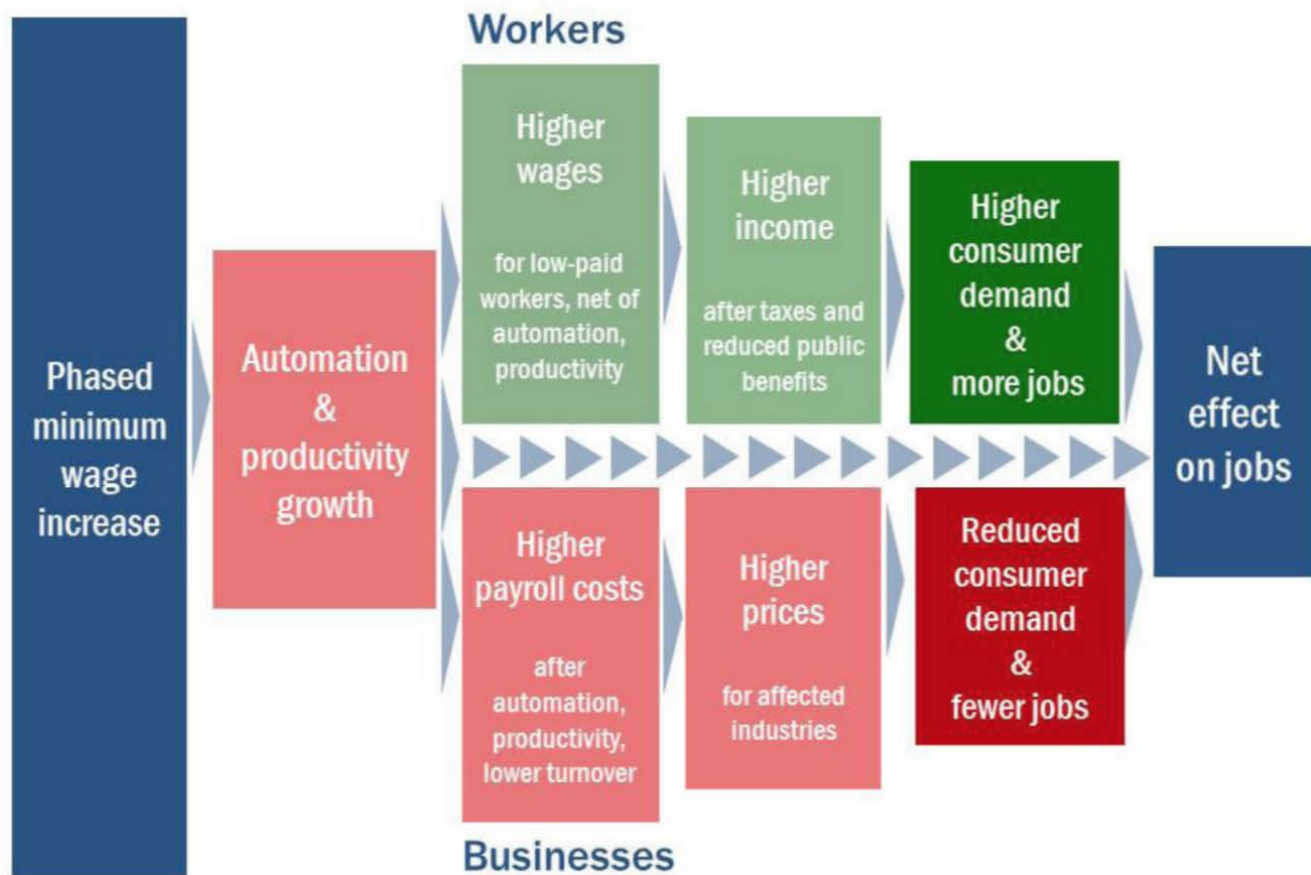 Workers
Phased
minimum
wage
increase
Automation
&
productivity
growth
Higher
wages
for low-paid
workers, net of
automation,
productivity
Higher
income
after taxes and
reduced public
benefits
Higher
consumer
demand
&
more jobs
Higher
payroll costs
after
automation,
productivity,
lower turnover
Higher
prices
for affected
industries
Reduced
consumer
demand
&
fewer jobs
Net
effect
on jobs
Businesses